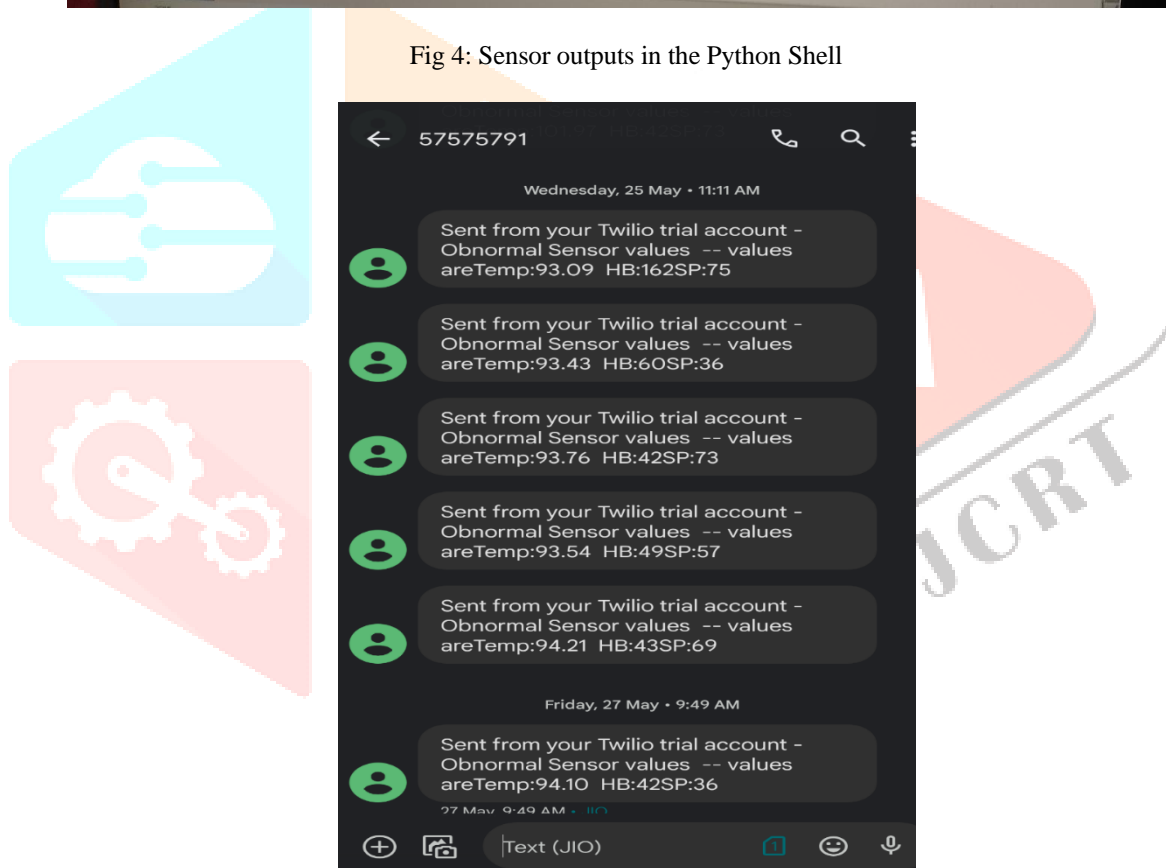 Fig 4: Sensor outputs in the Python Shell
57575791
Wednesday, 25 May • 11:11 AM
Sent from your Twilio trial account -
Obnormal Sensor values -- values
areTemp:93.09 HB:162SP:75
Sent from your Twilio trial account -
Obnormal Sensor values -- values
areTemp:93.43 HB:60SP:36
Sent from your Twilio trial account -
Obnormal Sensor values -- values
areTemp:93.76 HB:42SP:73
Sent from your Twilio trial account -
Obnormal Sensor values -- values
areTemp:93.54 HB:49SP:57
Sent from your Twilio trial account -
Obnormal Sensor values -- values
areTemp:94.21 HB:43SP:69
Friday, 27 May • 9:49 AM
Sent from your Twilio trial account -
Obnormal Sensor values -- values
areTemp:94.10 HB:42SP:36
27 May, 9:49 AM • JIO
Text (JIO)
1
JCRT